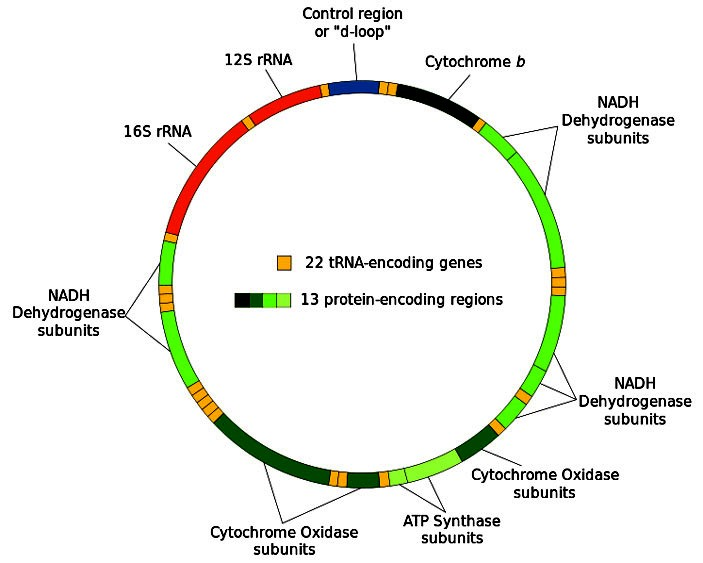 Control region
or "d-loop"
12S rRNA
Cytochrome b
NADH
Dehydrogenase
subunits
16S rRNA
22 tRNA-encoding genes
13 protein-encoding regions
NADH
Dehydrogenase
subunits
NADH
Dehydrogenase
subunits
Cytochrome Oxidase
subunits
ATP Synthase
subunits
Cytochrome Oxidase
subunits